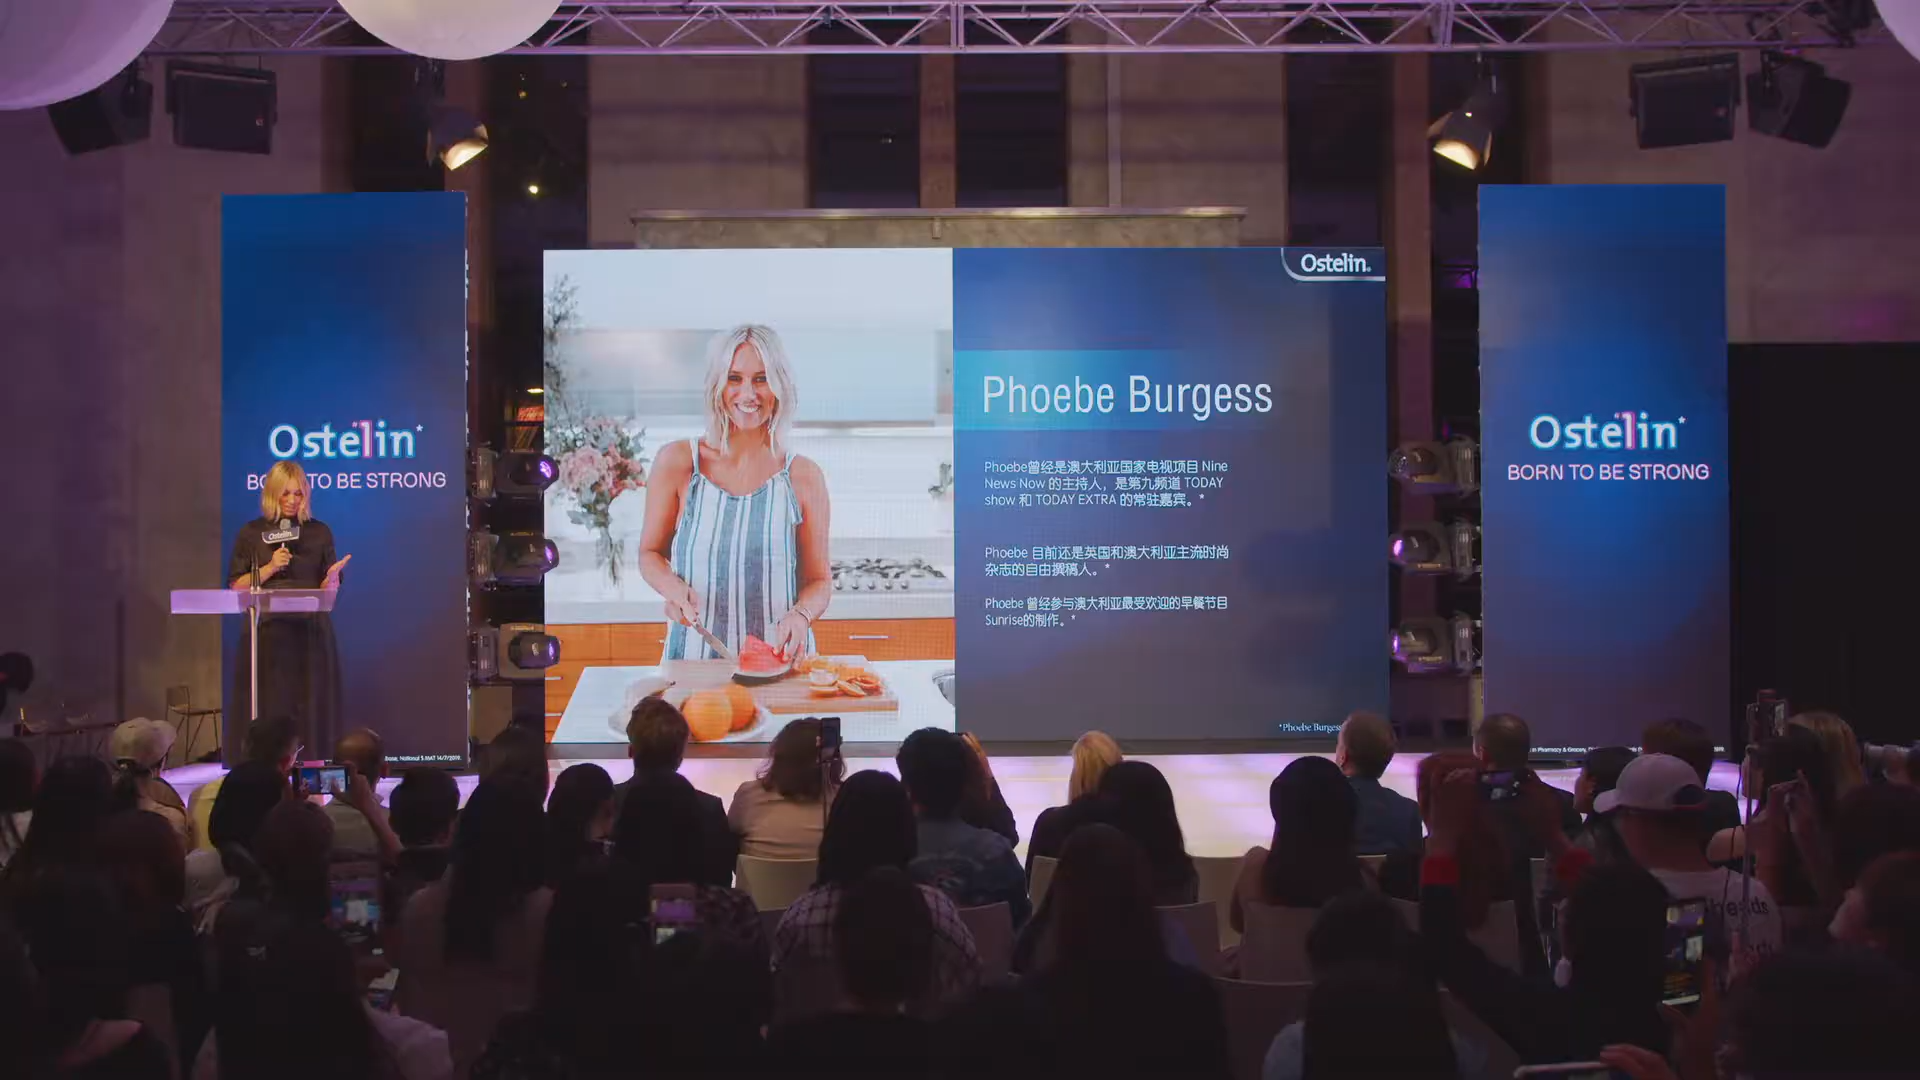 Ostelin
BORN TO BE STRONG
Ostelin
Ostelin
Phoebe Burgess
Phoebe曾经是澳大利亚国家电视项目 Nine
News Now 的主持人，是第九频道 TODAY
show 和 TODAY EXTRA 的常驻嘉宾。*
Phoebe 目前还是英国和澳大利亚主流时尚
杂志的自由撰稿人。*
Phoebe 曾经参与澳大利亚最受欢迎的早餐节目
Sunrise的制作。*
*Phoebe Burgess
Ostelin*
BORN TO BE STRONG